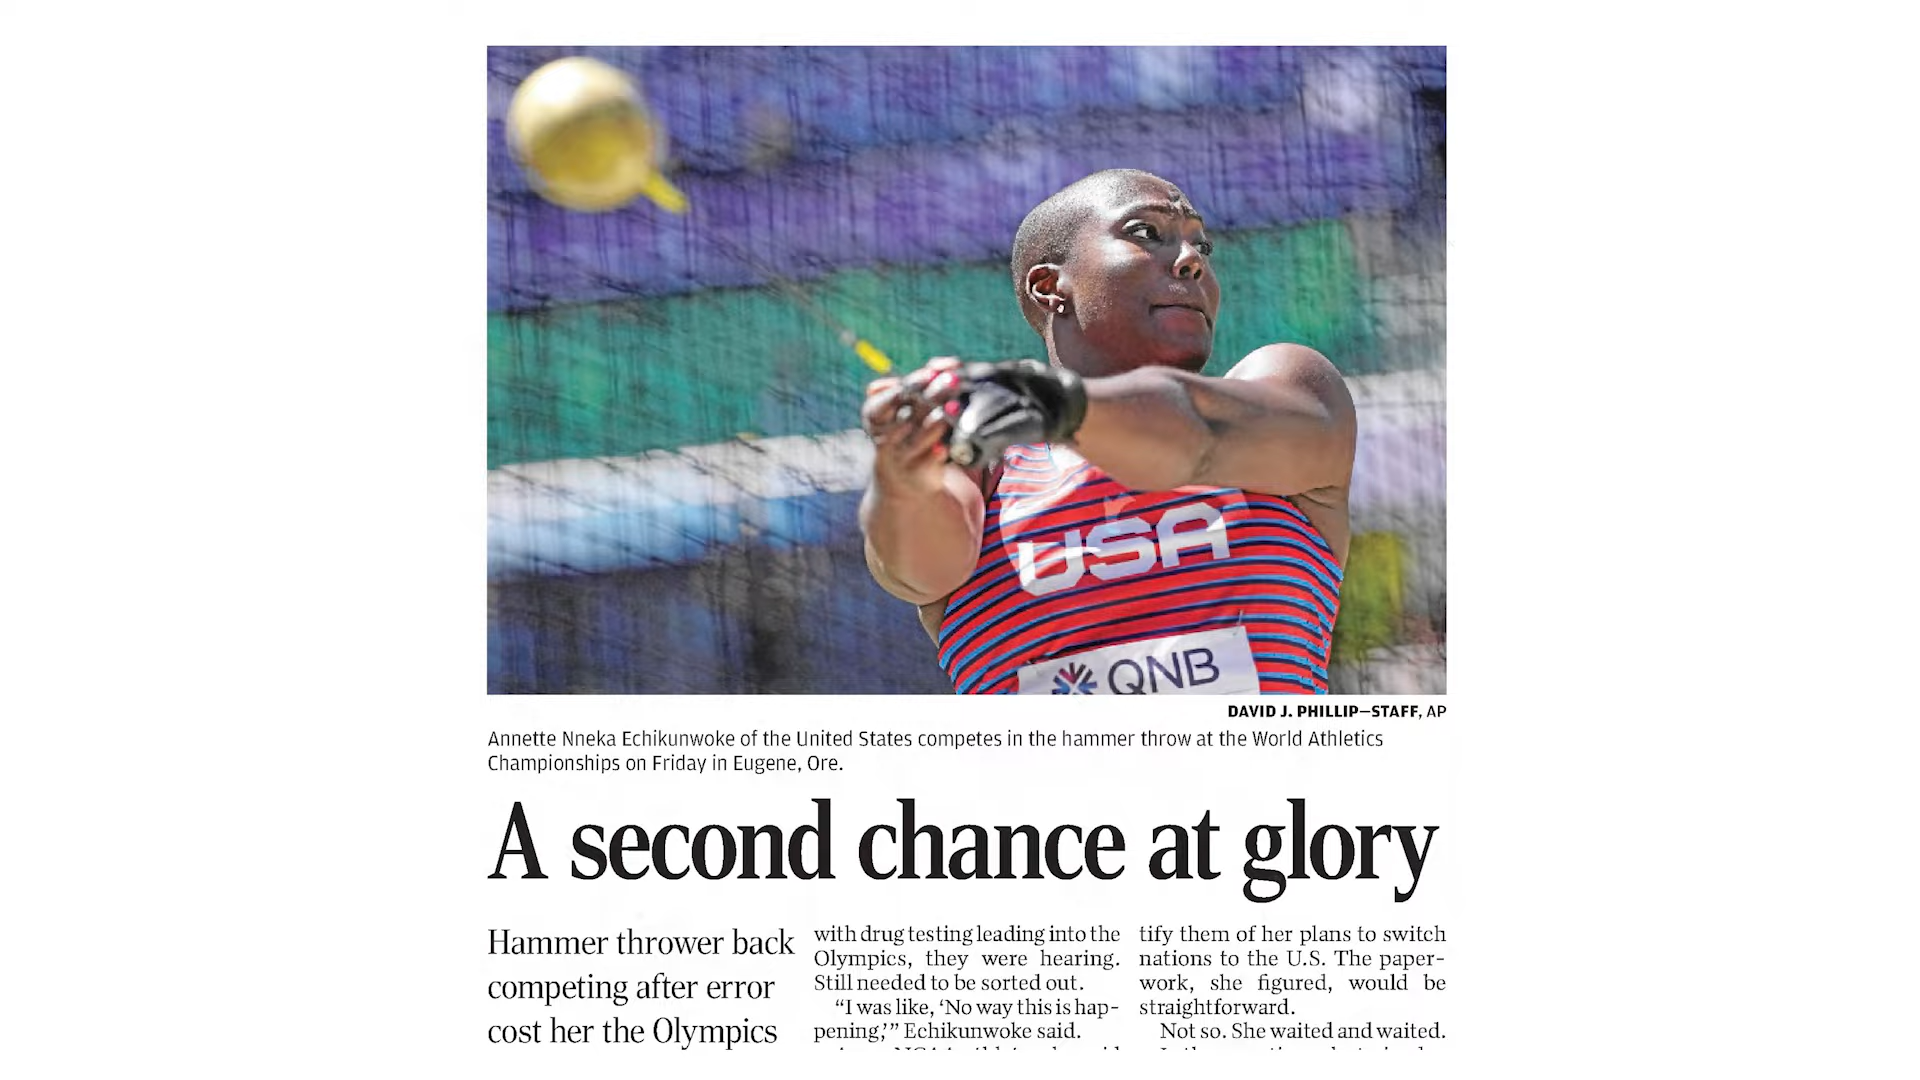 USA
QNB
DAVID J. PHILLIP—STAFF, AP
Annette Nneka Echikunwoke of the United States competes in the hammer throw at the World Athletics
Championships on Friday in Eugene, Ore.
A second chance at glory
Hammer thrower back
competing after error
cost her the Olympics
with drug testing leading into the
Olympics, they were hearing.
Still needed to be sorted out.
“I was like, ‘No way this is hap-
pening,’” Echikunwoke said.
tify them of her plans to switch
nations to the U.S. The paper-
work, she figured, would be
straightforward.
Not so. She waited and waited.